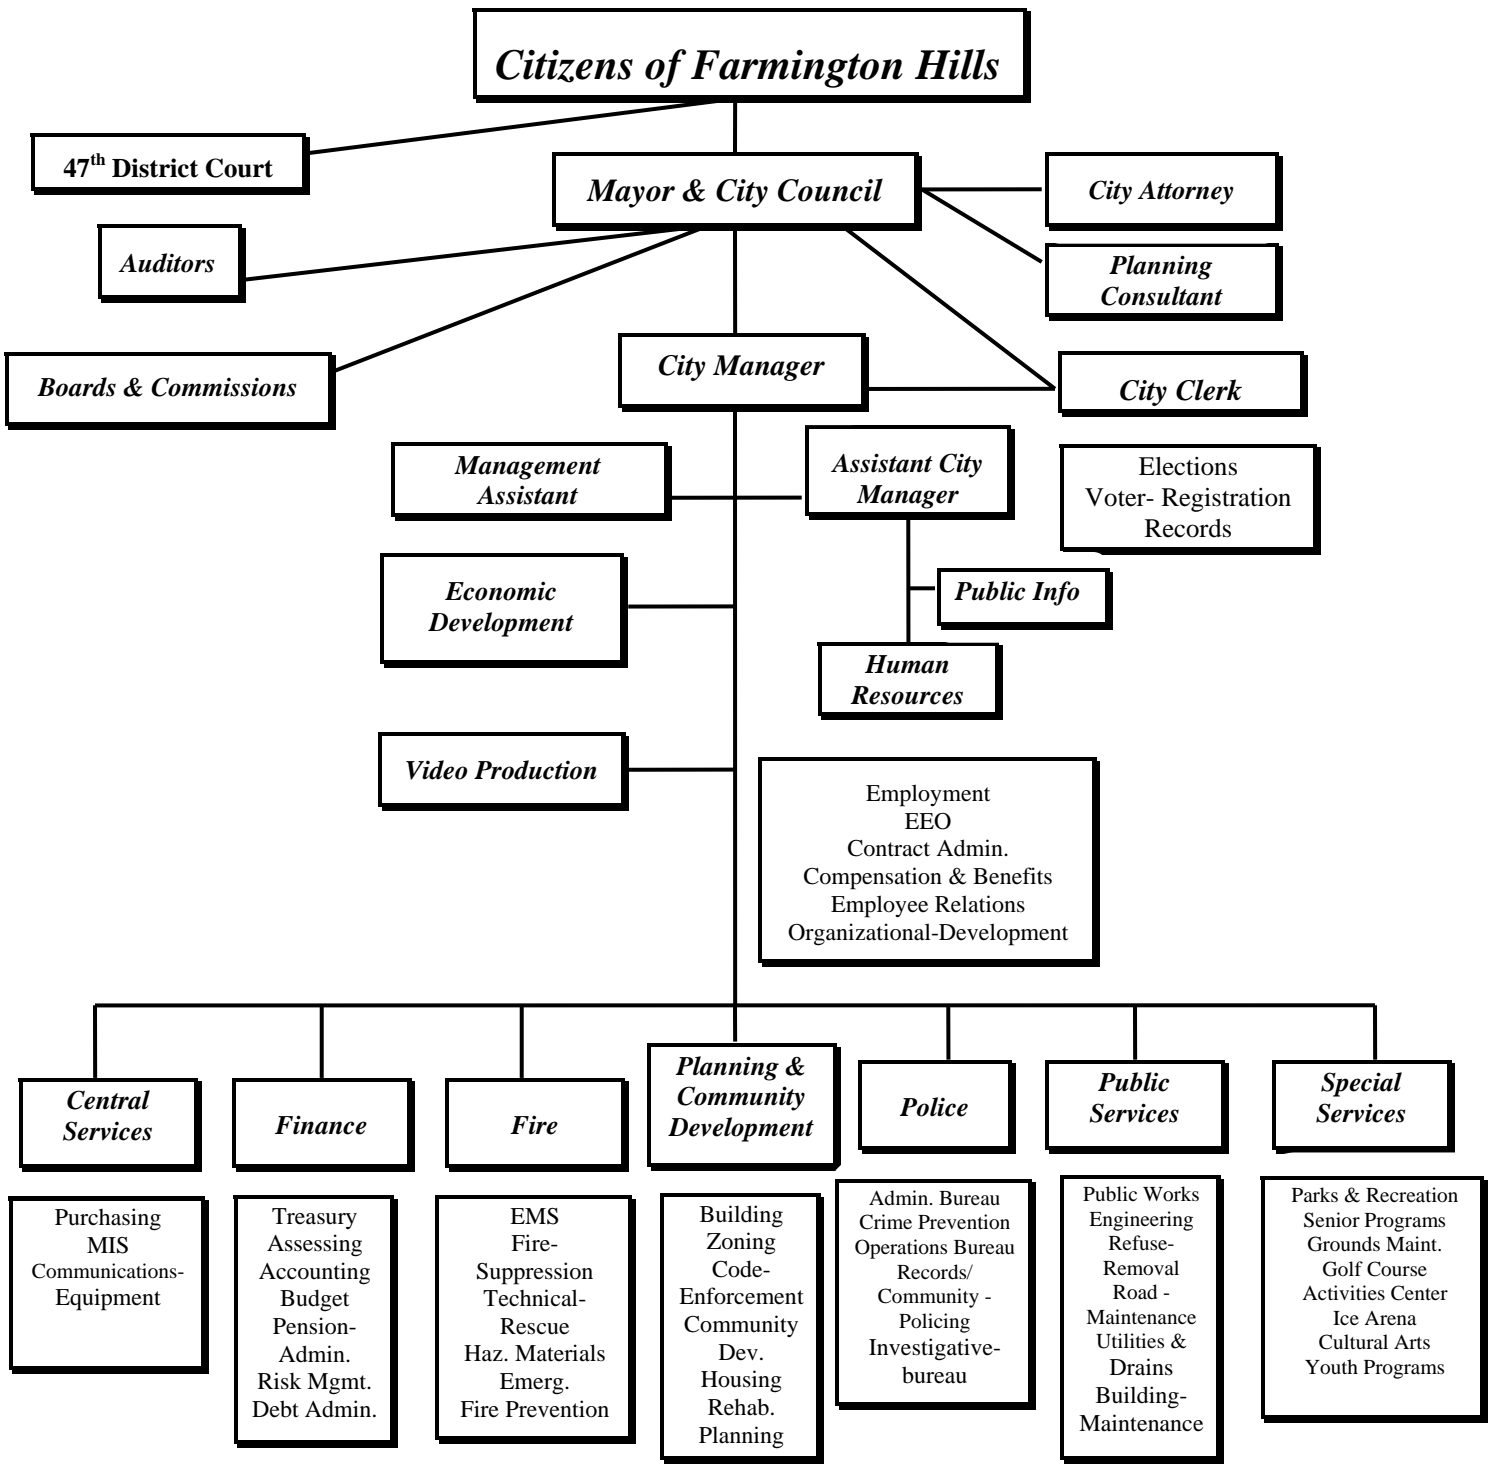 Citizens of Farmington Hills
47th District Court
Mayor & City Council
City Attorney
Auditors
Planning
Consultant
City Manager
Boards & Commissions
City Clerk
Management
Assistant
Assistant City
Manager
Elections
Voter- Registration
Records
Economic
Development
Public Info
Human
Resources
Video Production
Employment
EEO
Contract Admin.
Compensation & Benefits
Employee Relations
Organizational-Development
Central
Services
Finance
Fire
Planning &
Community
Development
Police
Public
Services
Special
Services
Purchasing
MIS
Communications-
Equipment
Treasury
Assessing
Accounting
Budget
Pension-
Admin.
Risk Mgmt.
Debt Admin.
EMS
Fire-
Suppression
Technical-
Rescue
Haz. Materials
Emerg.
Fire Prevention
Building
Zoning
Code-
Enforcement
Community
Dev.
Housing
Rehab.
Planning
Admin. Bureau
Crime Prevention
Operations Bureau
Records/
Community -
Policing
Investigative-
bureau
Public Works
Engineering
Refuse-
Removal
Road -
Maintenance
Utilities &
Drains
Building-
Maintenance
Parks & Recreation
Senior Programs
Grounds Maint.
Golf Course
Activities Center
Ice Arena
Cultural Arts
Youth Programs